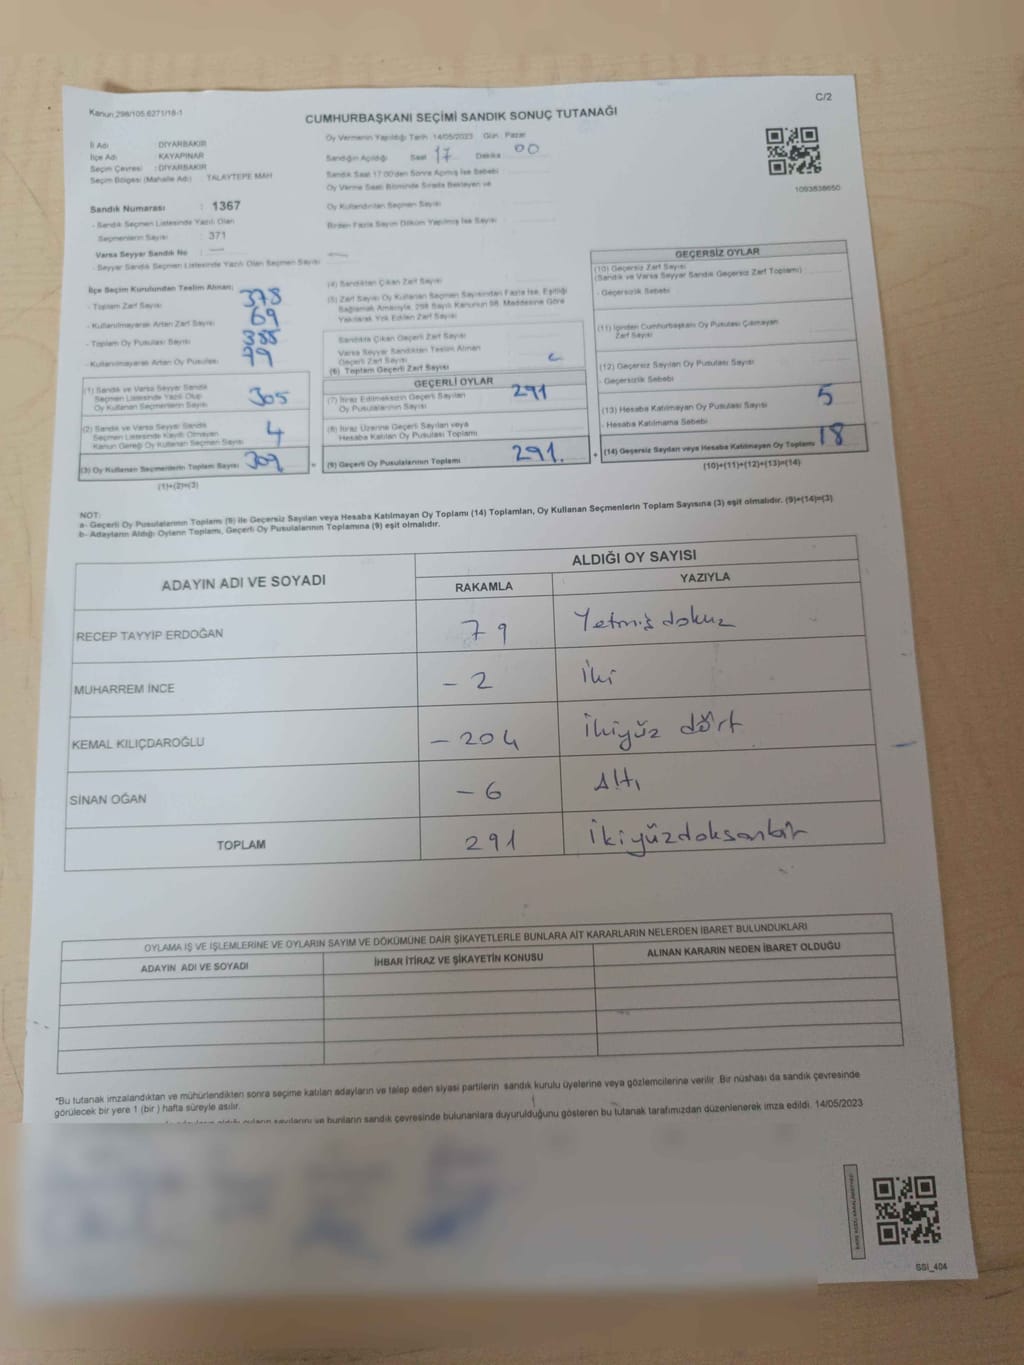 Kanun:298/105,6271/18-1
C/2
CUMHURBAŞKANI SEÇİMİ SANDIK SONUÇ TUTANAĞI
İl Adı : DİYARBAKIR
İlçe Adı : KAYAPINAR
Seçim Çevresi : DİYARBAKIR
Seçim Bölgesi (Mahalle Adı) : TALAYTEPE MAH
Oy Vermenin Yapıldığı Tarih :14/05/2023 Gün : Pazar
Sandığın Açıldığı Saat 17 Dakika 00
Sandık Saat 17:00'den Sonra Açılmış İse Sebebi
Oy Verme Saati Bitiminde Sırada Bekleyen ve
Oy Kullandırılan Seçmen Sayısı
Birden Fazla Sayım Döküm Yapılmış İse Sayısı
1093838650
Sandık Numarası : 1367
- Sandık Seçmen Listesinde Yazılı Olan
Seçmenlerin Sayısı : 371
Varsa Seyyar Sandık No : —
- Seyyar Sandık Seçmen Listesinde Yazılı Olan Seçmen Sayısı : —
İlçe Seçim Kurulundan Teslim Alınan;
- Toplam Zarf Sayısı 378
- Kullanılmayarak Artan Zarf Sayısı 69
- Toplam Oy Pusulası Sayısı 388
- Kullanılmayarak Artan Oy Pusulası 79
(1) Sandık ve Varsa Seyyar Sandık
Seçmen Listesinde Yazılı Olup
Oy Kullanan Seçmenlerin Sayısı 305
(2) Sandık ve Varsa Seyyar Sandık
Seçmen Listesinde Kayıtlı Olmayan
Kanun Gereği Oy Kullanan Seçmen Sayısı 4
(3) Oy Kullanan Seçmenlerin Toplam Sayısı 309
(1)+(2)=(3)
(4) Sandıktan Çıkan Zarf Sayısı
(5) Zarf Sayısı Oy Kullanan Seçmen Sayısından Fazla İse, Eşitliği
Sağlamak Amacıyla, 298 Sayılı Kanunun 98. Maddesine Göre
Yakılarak Yok Edilen Zarf Sayısı
Sandıkta Çıkan Geçerli Zarf Sayısı
Varsa Seyyar Sandıktan Teslim Alınan
Geçerli Zarf Sayısı
(6) Toplam Geçerli Zarf Sayısı
GEÇERLİ OYLAR
(7) İtiraz Edilmeksizin Geçerli Sayılan
Oy Pusulalarının Sayısı 291
(8) İtiraz Üzerine Geçerli Sayılan veya
Hesaba Katılan Oy Pusulası Toplamı
= (9) Geçerli Oy Pusulalarının Toplamı 291.
GEÇERSİZ OYLAR
(10) Geçersiz Zarf Sayısı
(Sandık ve Varsa Seyyar Sandık Geçersiz Zarf Toplamı)
- Geçersizlik Sebebi
(11) İçinden Cumhurbaşkanı Oy Pusulası Çıkmayan
Zarf Sayısı
(12) Geçersiz Sayılan Oy Pusulası Sayısı
- Geçersizlik Sebebi
(13) Hesaba Katılmayan Oy Pusulası Sayısı 5
- Hesaba Katılmama Sebebi
+ (14) Geçersiz Sayılan veya Hesaba Katılmayan Oy Toplamı 18
(10)+(11)+(12)+(13)=(14)
NOT:
a- Geçerli Oy Pusulalarının Toplamı (9) ile Geçersiz Sayılan veya Hesaba Katılmayan Oy Toplamı (14) Toplamları, Oy Kullanan Seçmenlerin Toplam Sayısına (3) eşit olmalıdır. (9)+(14)=(3)
b- Adayların Aldığı Oyların Toplamı, Geçerli Oy Pusulalarının Toplamına (9) eşit olmalıdır.
ADAYIN ADI VE SOYADI
ALDIĞI OY SAYISI
RAKAMLA YAZIYLA
RECEP TAYYİP ERDOĞAN 79 Yetmiş dokuz
MUHARREM İNCE - 2 İki
KEMAL KILIÇDAROĞLU - 204 İkiyüz dört
SİNAN OĞAN - 6 Altı
TOPLAM 291 İkiyüzdoksanbir
OYLAMA İŞ VE İŞLEMLERİNE VE OYLARIN SAYIM VE DÖKÜMÜNE DAİR ŞİKAYETLERLE BUNLARA AİT KARARLARIN NELERDEN İBARET BULUNDUKLARI
ADAYIN ADI VE SOYADI İHBAR İTİRAZ VE ŞİKAYETİN KONUSU ALINAN KARARIN NEDEN İBARET OLDUĞU
*Bu tutanak imzalandıktan ve mühürlendikten sonra seçime katılan adayların ve talep eden siyasi partilerin sandık kurulu üyelerine veya gözlemcilerine verilir. Bir nüshası da sandık çevresinde
görülecek bir yere 1 (bir ) hafta süreyle asılır.
oyların sayılarını ve bunların sandık çevresinde bulunanlara duyurulduğunu gösteren bu tutanak tarafımızdan düzenlenerek imza edildi. 14/05/2023
SSİ_404